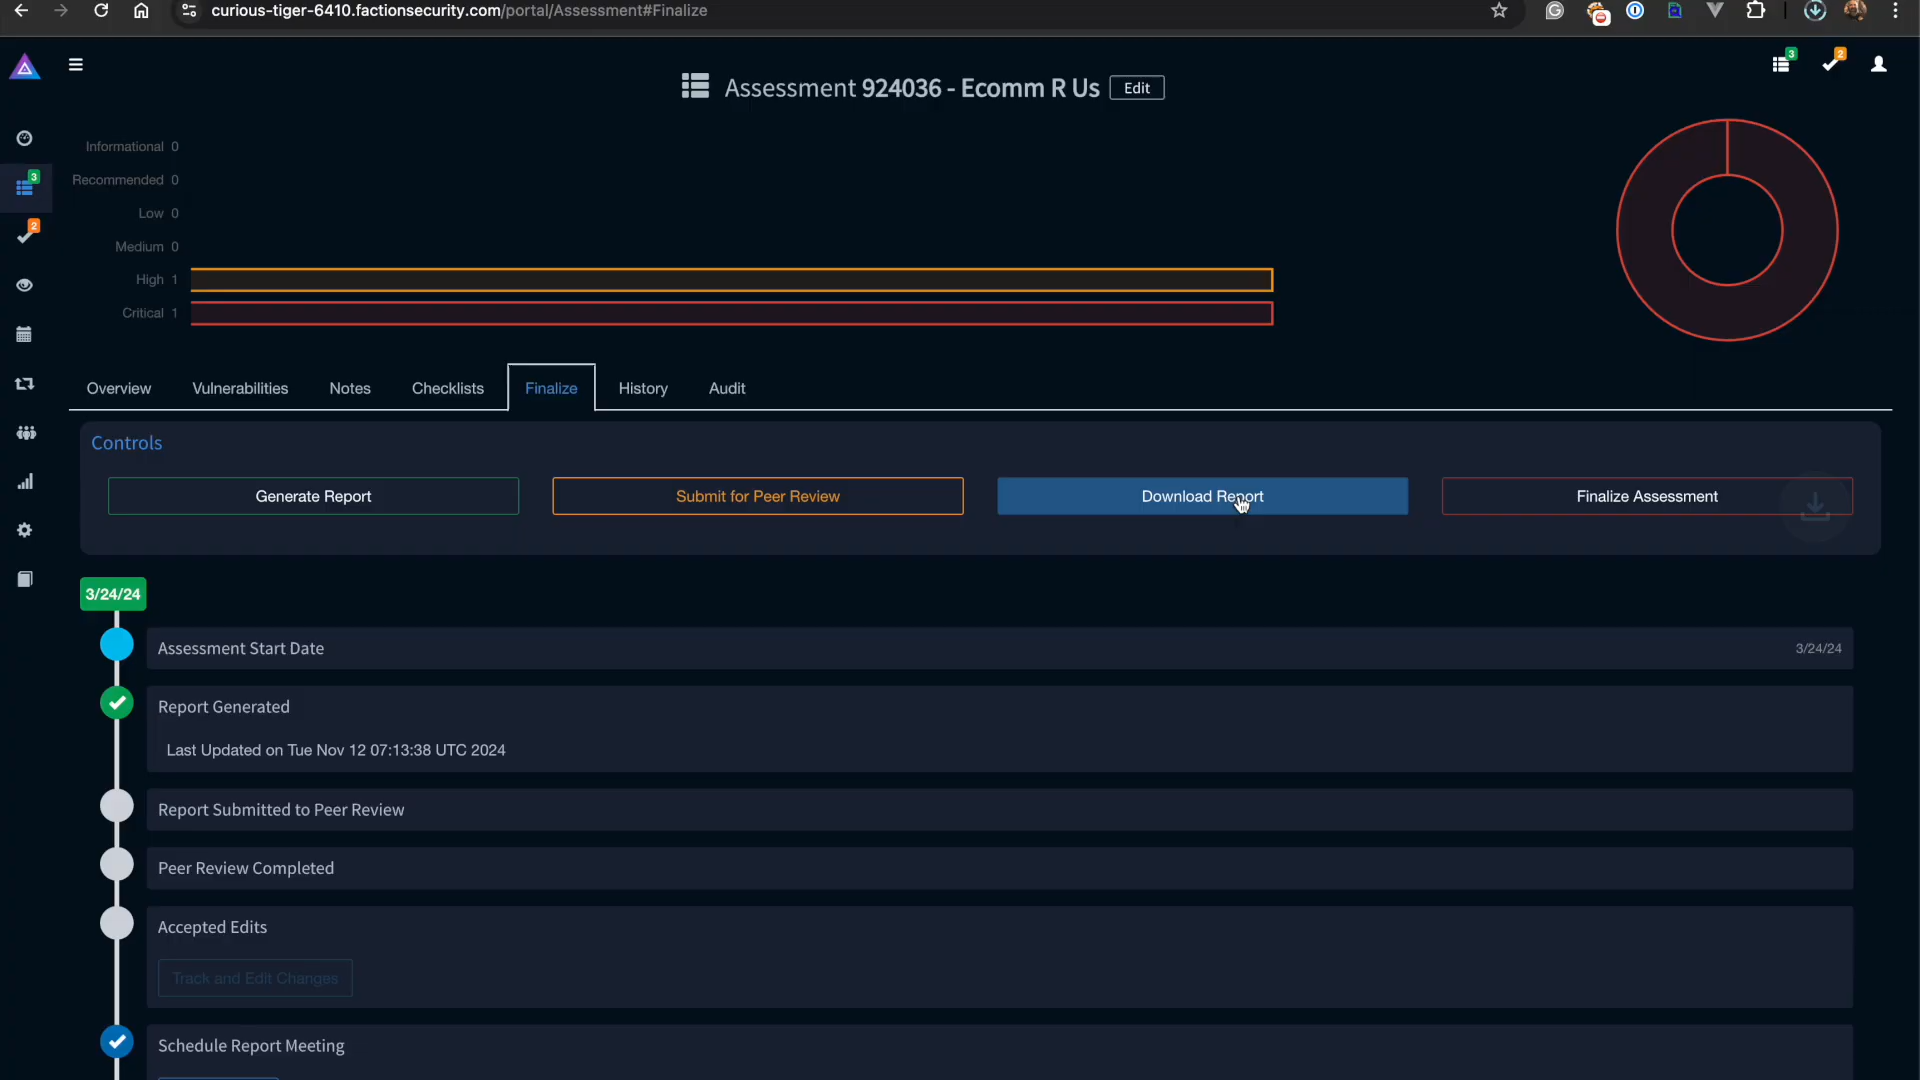 curious-tiger-6410.factionsecurity.com/portal/Assessment#Finalize
3
2
Assessment 924036 - Ecomm R Us
Edit
Informational 0
Recommended 0
Low 0
Medium 0
High 1
Critical 1
3
2
Overview
Vulnerabilities
Notes
Checklists
Finalize
History
Audit
Controls
Generate Report
Submit for Peer Review
Download Report
Finalize Assessment
3/24/24
Assessment Start Date
3/24/24
Report Generated
Last Updated on Tue Nov 12 07:13:38 UTC 2024
Report Submitted to Peer Review
Peer Review Completed
Accepted Edits
Track and Edit Changes
Schedule Report Meeting